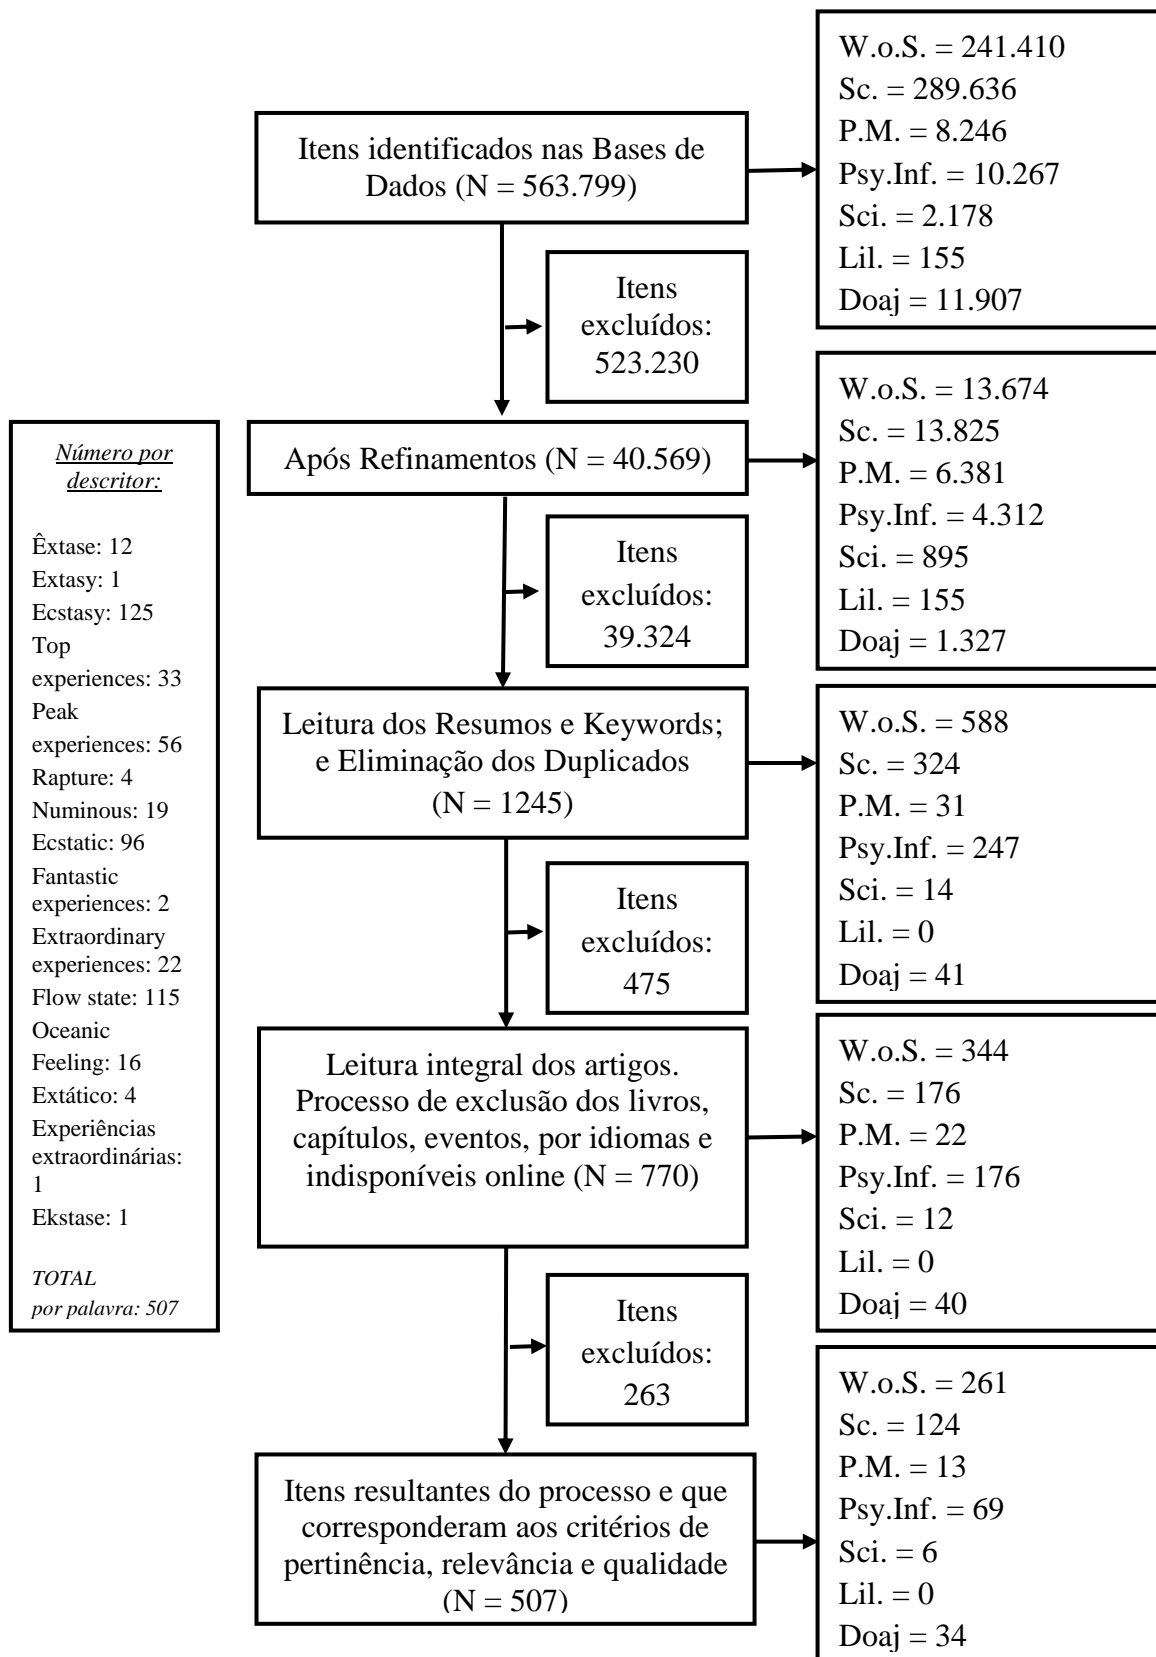 Itens identificados nas Bases de
Dados (N = 563.799)
W.o.S. = 241.410
Sc. = 289.636
P.M. = 8.246
Psy.Inf. = 10.267
Sci. = 2.178
Lil. = 155
Doaj = 11.907
Itens
excluídos:
523.230
Após Refinamentos (N = 40.569)
W.o.S. = 13.674
Sc. = 13.825
P.M. = 6.381
Psy.Inf. = 4.312
Sci. = 895
Lil. = 155
Doaj = 1.327
Itens
excluídos:
39.324
Leitura dos Resumos e Keywords;
e Eliminação dos Duplicados
(N = 1245)
W.o.S. = 588
Sc. = 324
P.M. = 31
Psy.Inf. = 247
Sci. = 14
Lil. = 0
Doaj = 41
Itens
excluídos:
475
Leitura integral dos artigos.
Processo de exclusão dos livros,
capítulos, eventos, por idiomas e
indisponíveis online (N = 770)
W.o.S. = 344
Sc. = 176
P.M. = 22
Psy.Inf. = 176
Sci. = 12
Lil. = 0
Doaj = 40
Itens
excluídos:
263
Itens resultantes do processo e que
corresponderam aos critérios de
pertinência, relevância e qualidade
(N = 507)
W.o.S. = 261
Sc. = 124
P.M. = 13
Psy.Inf. = 69
Sci. = 6
Lil. = 0
Doaj = 34
Número por
descritor:
Êxtase: 12
Extasy: 1
Ecstasy: 125
Top
experiences: 33
Peak
experiences: 56
Rapture: 4
Numinous: 19
Ecstatic: 96
Fantastic
experiences: 2
Extraordinary
experiences: 22
Flow state: 115
Oceanic
Feeling: 16
Extático: 4
Experiências
extraordinárias:
1
Ekstase: 1
TOTAL
por palavra: 507